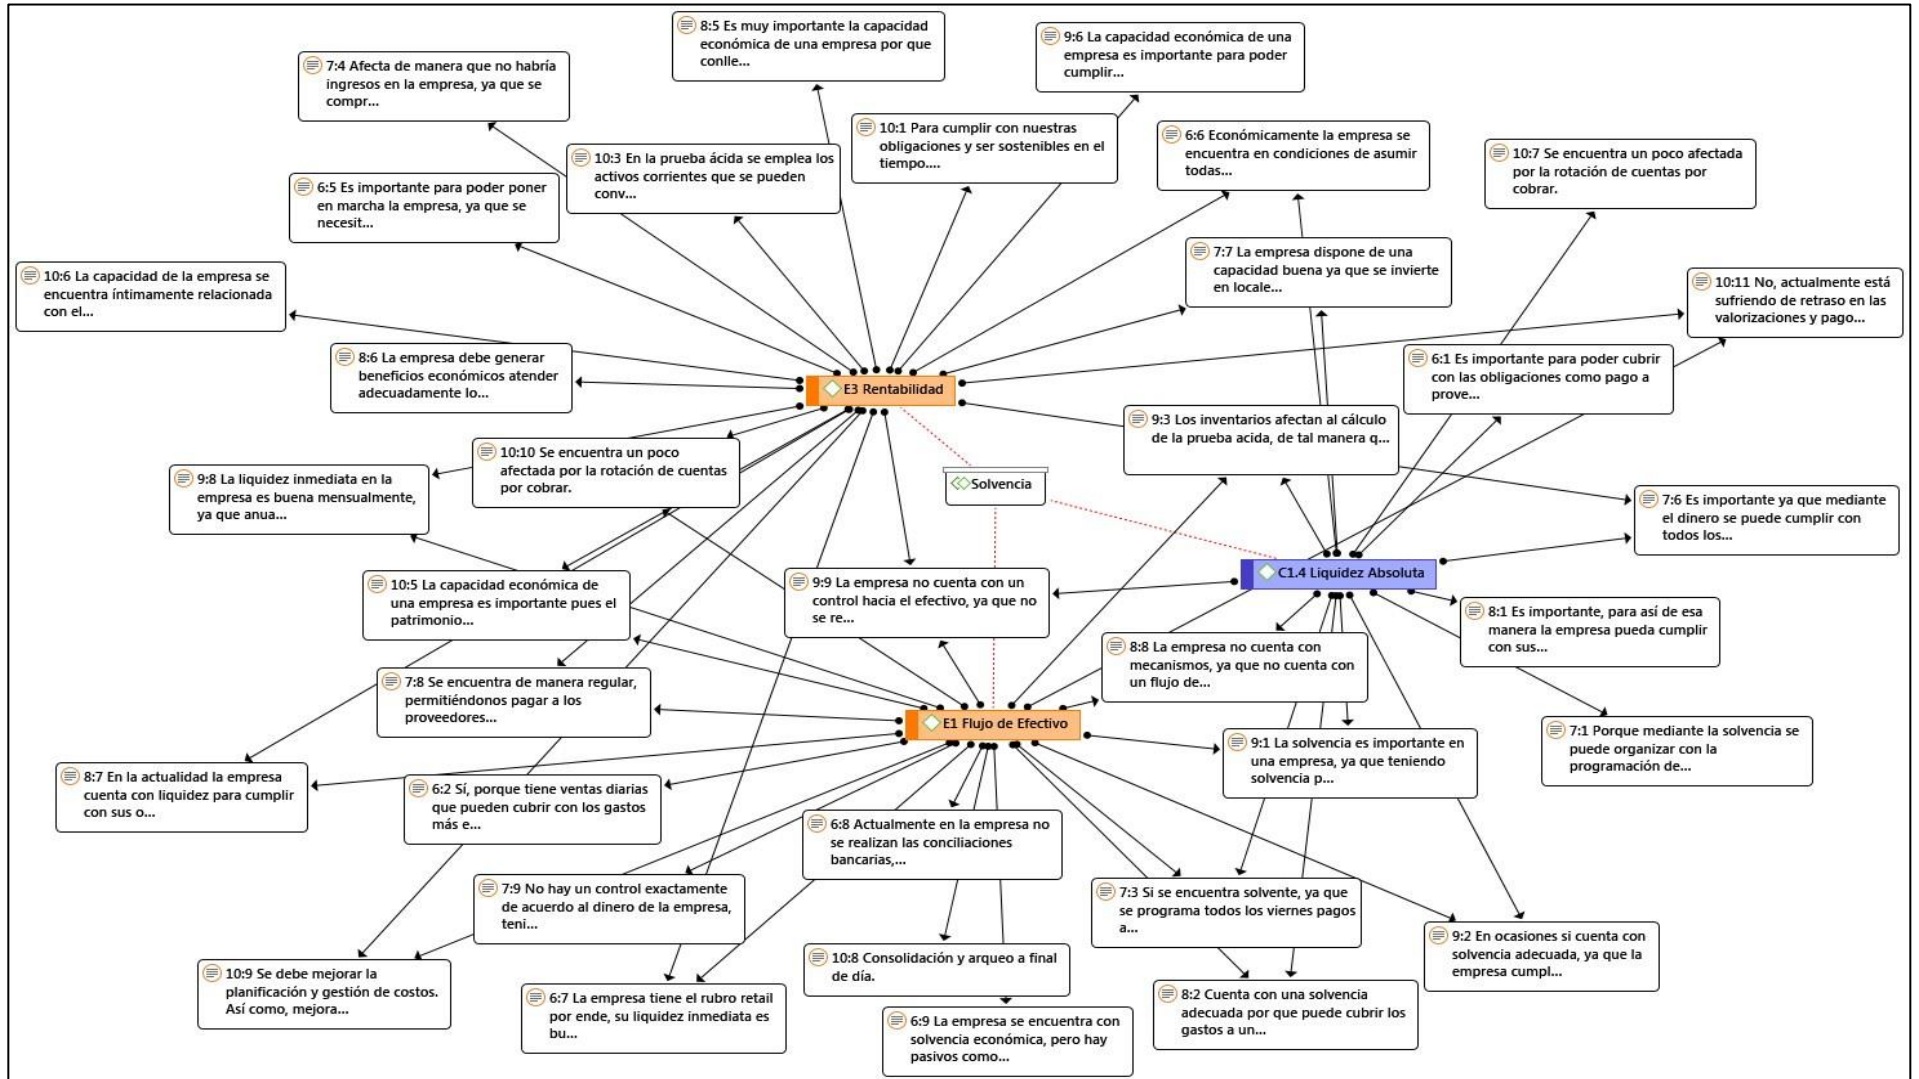 8:5 Es muy importante la capacidad
económica de una empresa por que
conlle...
9:6 La capacidad económica de una
empresa es importante para poder
cumplir...
7:4 Afecta de manera que no habría
ingresos en la empresa, ya que se
compr...
10:1 Para cumplir con nuestras
obligaciones y ser sostenibles en el
tiempo....
6:6 Económicamente la empresa se
encuentra en condiciones de asumir
todas...
10:3 En la prueba ácida se emplea los
activos corrientes que se pueden
conv...
10:7 Se encuentra un poco afectada
por la rotación de cuentas por
cobrar.
6:5 Es importante para poder poner
en marcha la empresa, ya que se
necesit...
7:7 La empresa dispone de una
capacidad buena ya que se invierte
en locale...
10:6 La capacidad de la empresa se
encuentra íntimamente relacionada
con el...
10:11 No, actualmente está
sufriendo de retraso en las
valorizaciones y pago...
8:6 La empresa debe generar
beneficios económicos atender
adecuadamente lo...
6:1 Es importante para poder cubrir
con las obligaciones como pago a
prove...
E3 Rentabilidad
9:3 Los inventarios afectan al cálculo
de la prueba acida, de tal manera q...
10:10 Se encuentra un poco
afectada por la rotación de cuentas
por cobrar.
9:8 La liquidez inmediata en la
empresa es buena mensualmente,
ya que anua...
Solvencia
7:6 Es importante ya que mediante
el dinero se puede cumplir con
todos los...
C1.4 Liquidez Absoluta
10:5 La capacidad económica de
una empresa es importante pues el
patrimonio...
9:9 La empresa no cuenta con un
control hacia el efectivo, ya que no
se re...
8:1 Es importante, para así de esa
manera la empresa pueda cumplir
con sus...
8:8 La empresa no cuenta con
mecanismos, ya que no cuenta con
un flujo de...
7:8 Se encuentra de manera regular,
permitiéndonos pagar a los
proveedores...
E1 Flujo de Efectivo
7:1 Porque mediante la solvencia se
puede organizar con la
programación de...
9:1 La solvencia es importante en
una empresa, ya que teniendo
solvencia p...
8:7 En la actualidad la empresa
cuenta con liquidez para cumplir
con sus o...
6:2 Sí, porque tiene ventas diarias
que pueden cubrir con los gastos
más e...
6:8 Actualmente en la empresa no
se realizan las conciliaciones
bancarias,...
7:9 No hay un control exactamente
de acuerdo al dinero de la empresa,
teni...
7:3 Si se encuentra solvente, ya que
se programa todos los viernes pagos
a...
9:2 En ocasiones si cuenta con
solvencia adecuada, ya que la
empresa cumpl...
10:8 Consolidación y arqueo a final
de día.
10:9 Se debe mejorar la
planificación y gestión de costos.
Así como, mejora...
6:7 La empresa tiene el rubro retail
por ende, su liquidez inmediata es
bu...
8:2 Cuenta con una solvencia
adecuada por que puede cubrir los
gastos a un...
6:9 La empresa se encuentra con
solvencia económica, pero hay
pasivos como...